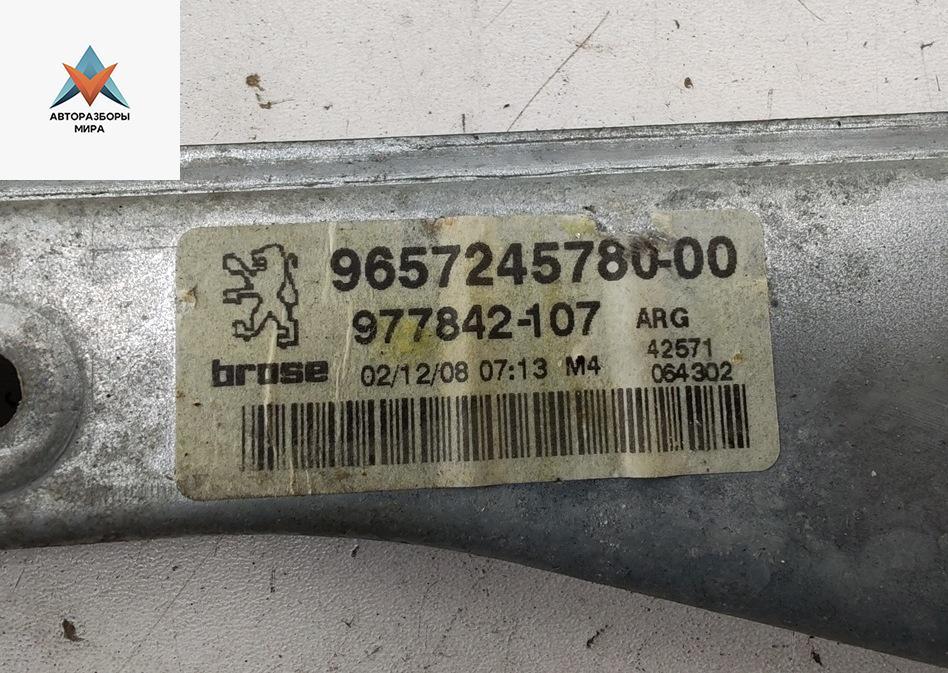 АВТОРАЗБОРЫ
МИРА
9657245780-00
977842-107 ARG
42571
brose 02/12/08 07:13 M4 064302